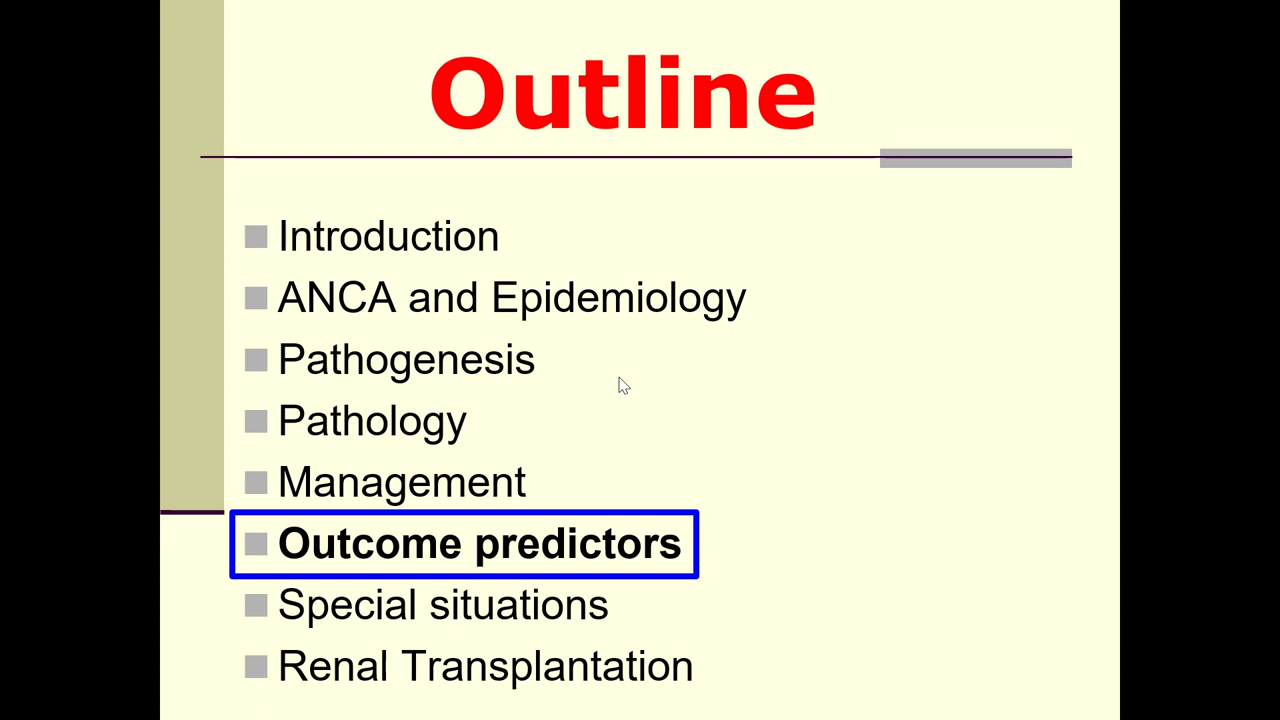 Outline
Introduction
ANCA and Epidemiology
Pathogenesis
Pathology
Management
Outcome predictors
Special situations
Renal Transplantation